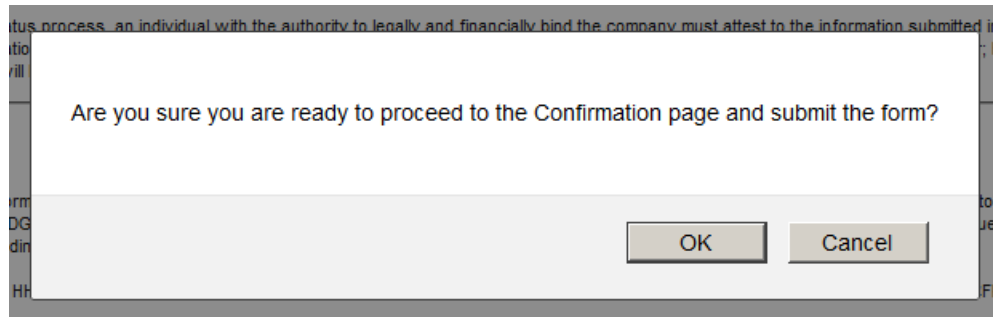 process, an individual with the authority to legally and financially bind the company must attest to the information submitted
Are you sure you are ready to proceed to the Confirmation page and submit the form?
OK Cancel